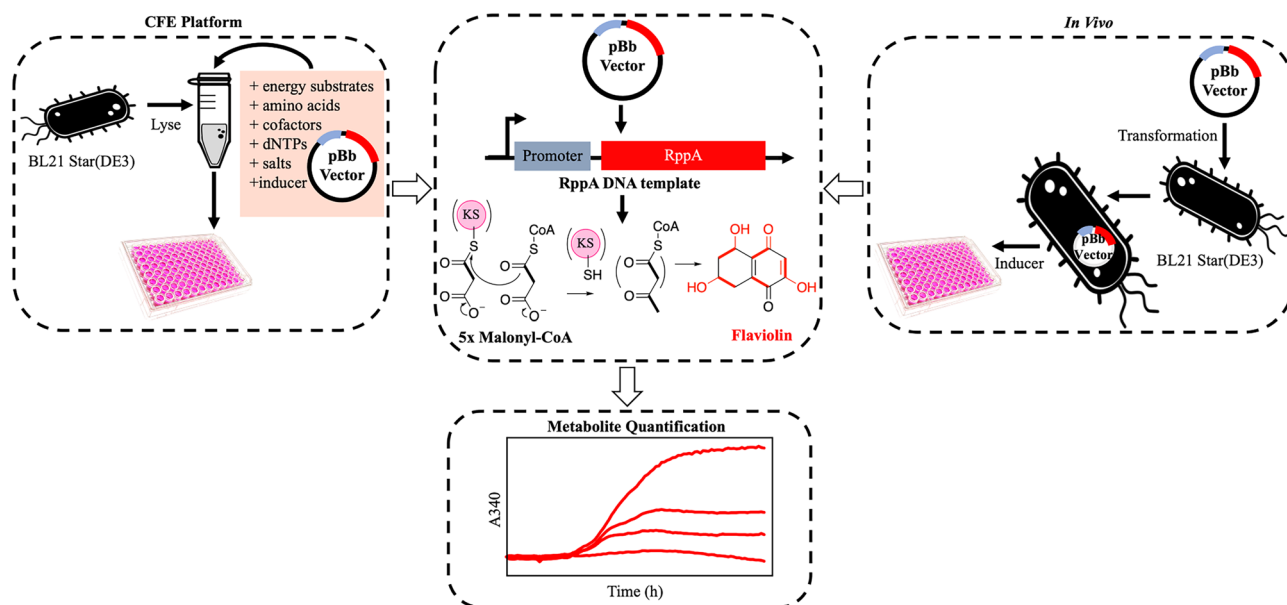 CFE Platform
BL21 Star(DE3)
Lyse
+ energy substrates
+ amino acids
+ cofactors
+ dNTPs
+ salts
+inducer
pBb
Vector
pBb
Vector
Promoter
RppA
RppA DNA template
KS
S
O
O
O⁻
CoA
S
O
O
O⁻
5x Malonyl-CoA
KS
SH
CoA
S
O
O
OH
O
HO
OH
O
Flaviolin
In Vivo
pBb
Vector
Transformation
BL21 Star(DE3)
pBb
Vector
Inducer
Metabolite Quantification
A340
Time (h)